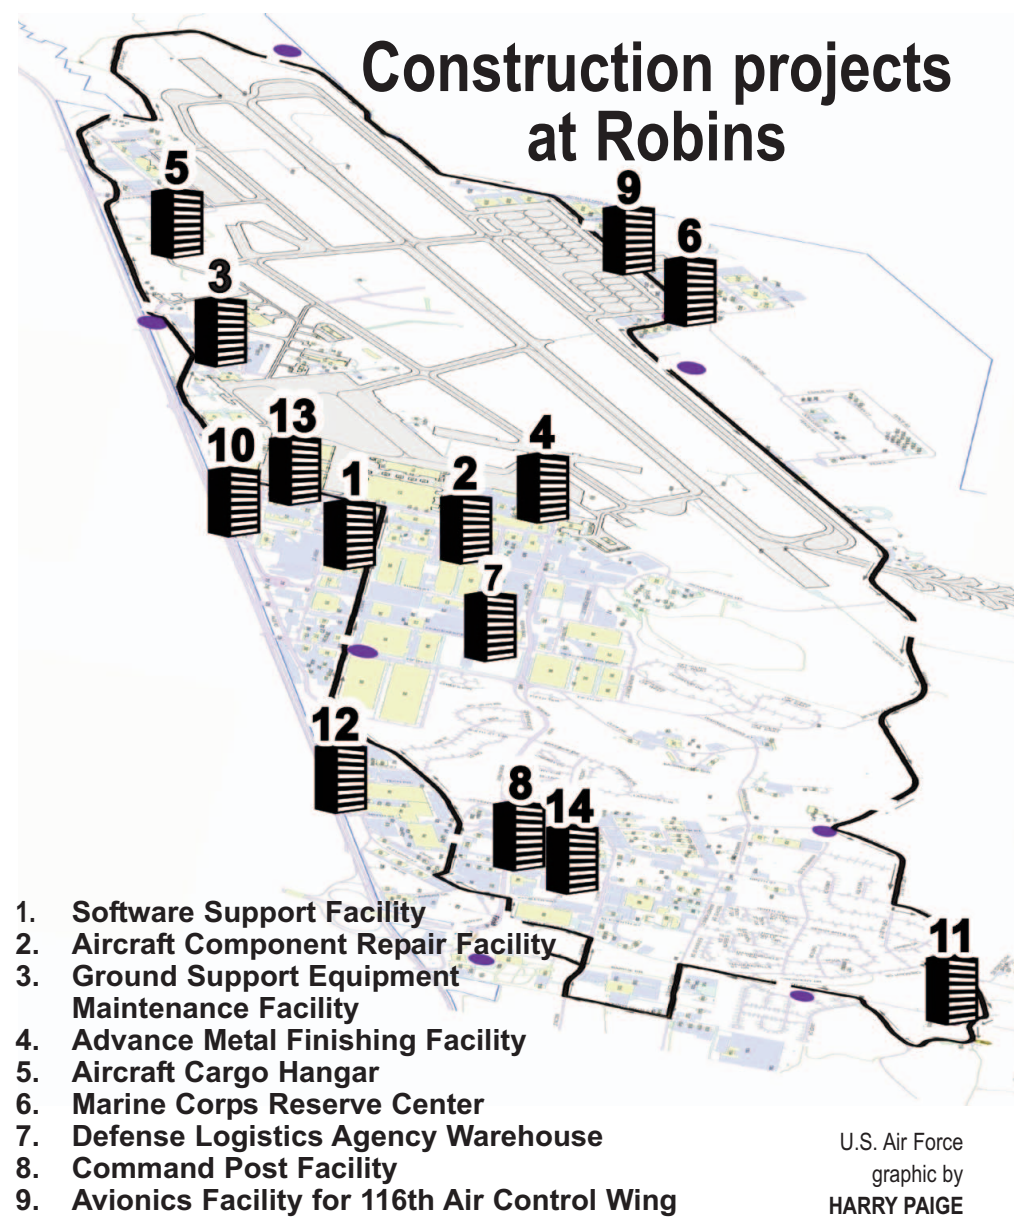 Construction projects
at Robins
5
9
6
3
13
10
1
2
4
7
12
8
14
11
1. Software Support Facility
2. Aircraft Component Repair Facility
3. Ground Support Equipment
Maintenance Facility
4. Advance Metal Finishing Facility
5. Aircraft Cargo Hangar
6. Marine Corps Reserve Center
7. Defense Logistics Agency Warehouse
8. Command Post Facility
9. Avionics Facility for 116th Air Control Wing
U.S. Air Force
graphic by
HARRY PAIGE